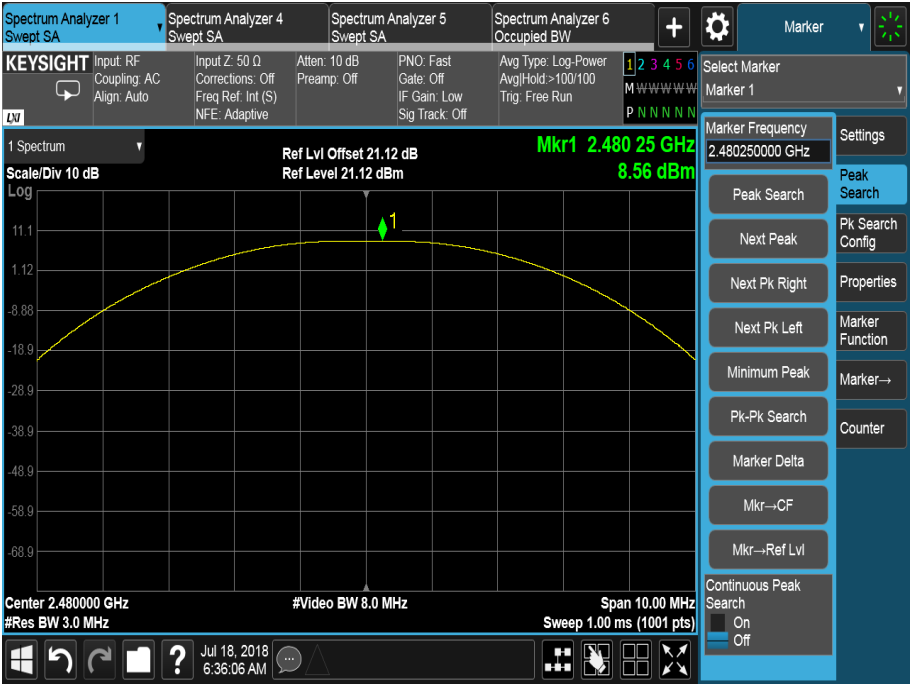 Spectrum Analyzer 1
Swept SA
Spectrum Analyzer 4
Swept SA
Spectrum Analyzer 5
Swept SA
Spectrum Analyzer 6
Occupied BW
+
Marker
KEYSIGHT
LXI
Input: RF
Coupling: AC
Align: Auto
Input Z: 50 Ω
Corrections: Off
Freq Ref: Int (S)
NFE: Adaptive
Atten: 10 dB
Preamp: Off
PNO: Fast
Gate: Off
IF Gain: Low
Sig Track: Off
Avg Type: Log-Power
Avg|Hold:>100/100
Trig: Free Run
1 2 3 4 5 6
M W W W W W
P N N N N N
Select Marker
Marker 1
1 Spectrum
Scale/Div 10 dB
Log
Ref Lvl Offset 21.12 dB
Ref Level 21.12 dBm
Mkr1 2.480 25 GHz
8.56 dBm
1
11.1
1.12
-8.88
-18.9
-28.9
-38.9
-48.9
-58.9
-68.9
Center 2.480000 GHz
#Res BW 3.0 MHz
#Video BW 8.0 MHz
Span 10.00 MHz
Sweep 1.00 ms (1001 pts)
Marker Frequency
2.480250000 GHz
Peak Search
Next Peak
Next Pk Right
Next Pk Left
Minimum Peak
Pk-Pk Search
Marker Delta
Mkr→CF
Mkr→Ref Lvl
Continuous Peak
Search
On
Off
Settings
Peak
Search
Pk Search
Config
Properties
Marker
Function
Marker→
Counter
?
Jul 18, 2018
6:36:06 AM